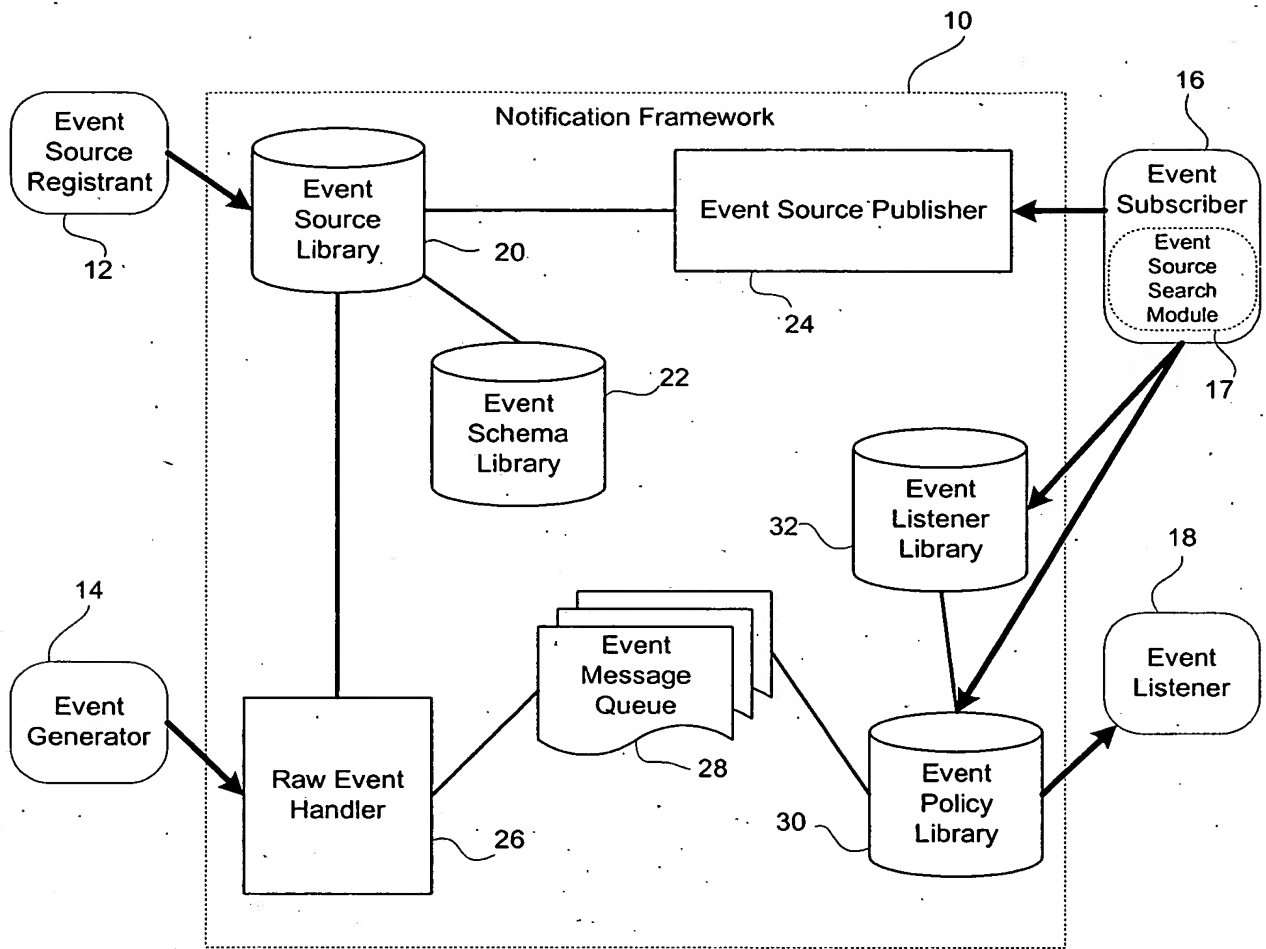 10
16
Event
Source
Registrant
12
Notification Framework
Event
Source
Library
20
Event Source Publisher
24
Event
Subscriber
Event
Source
Search
Module
17
Event
Schema
Library
22
Event
Listener
Library
32
18
Event
Listener
14
Event
Generator
Raw Event
Handler
26
Event
Message
Queue
28
Event
Policy
Library
30